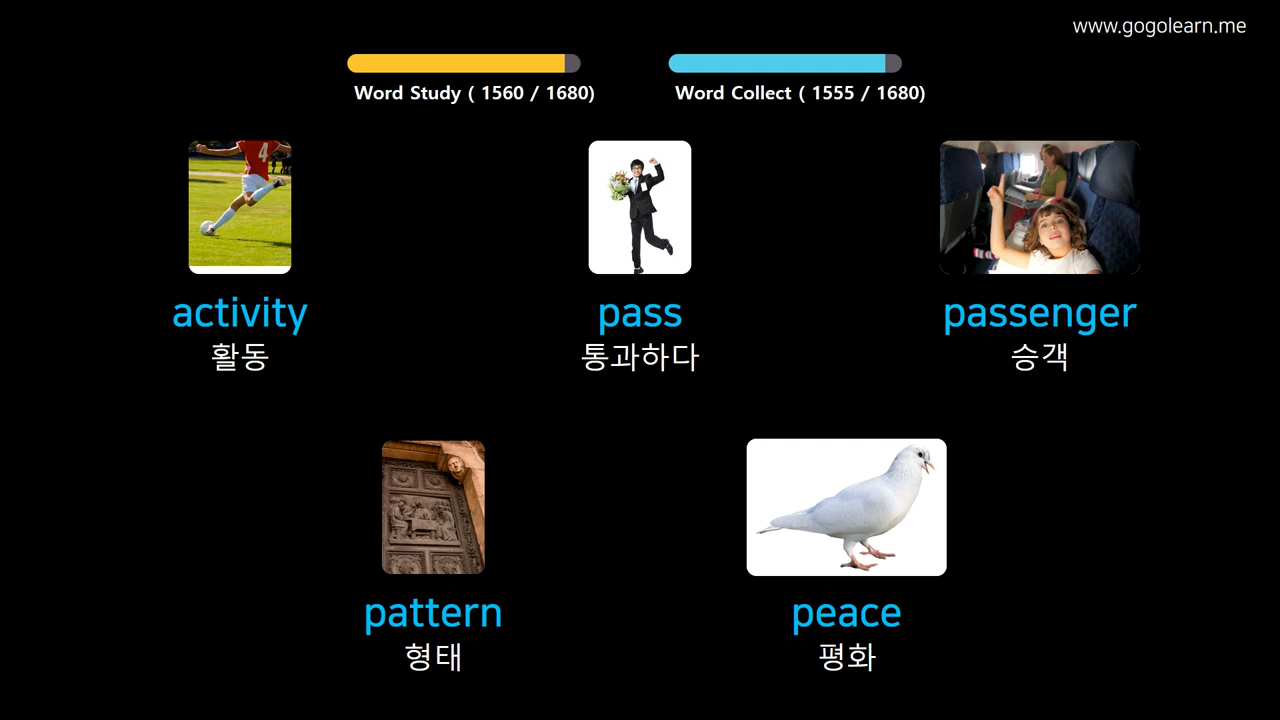 www.gogolearn.me
Word Study ( 1560 / 1680)
Word Collect ( 1555 / 1680)
4
activity
활동
pass
통과하다
passenger
승객
pattern
형태
peace
평화